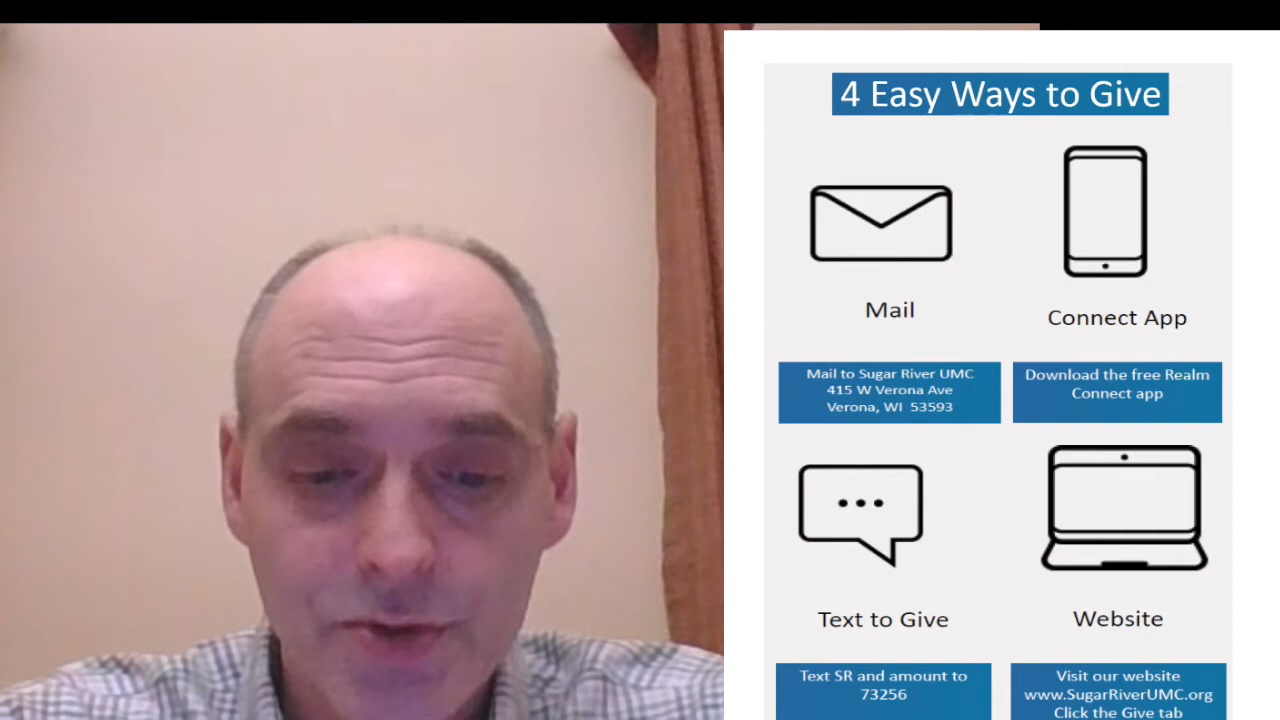 4 Easy Ways to Give
Mail
Connect App
Mail to Sugar River UMC
415 W Verona Ave
Verona, WI 53593
Download the free Realm
Connect app
Text to Give
Website
Text SR and amount to
73256
Visit our website
www.SugarRiverUMC.org
Click the Give tab